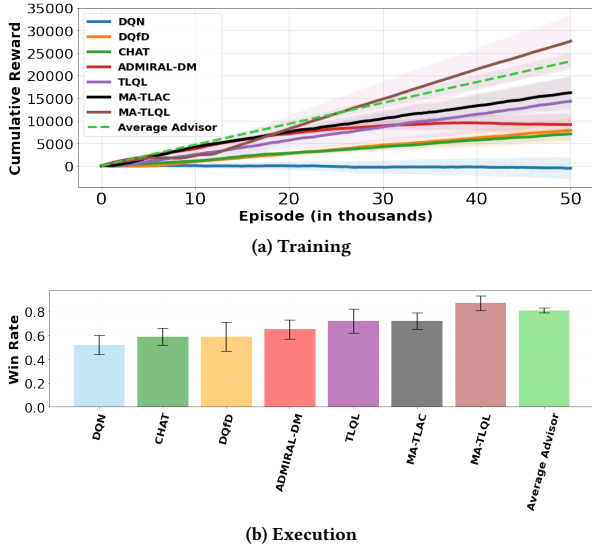 35000
30000
25000
20000
15000
10000
5000
0
Cumulative Reward
DQN
DQfD
CHAT
ADMIRAL-DM
TLQL
MA-TLAC
MA-TLQL
Average Advisor
0 10 20 30 40 50
Episode (in thousands)
(a) Training
0.8
0.6
0.4
0.2
0.0
Win Rate
DQN
CHAT
DQfD
ADMIRAL-DM
TLQL
MA-TLAC
MA-TLQL
Average Advisor
(b) Execution